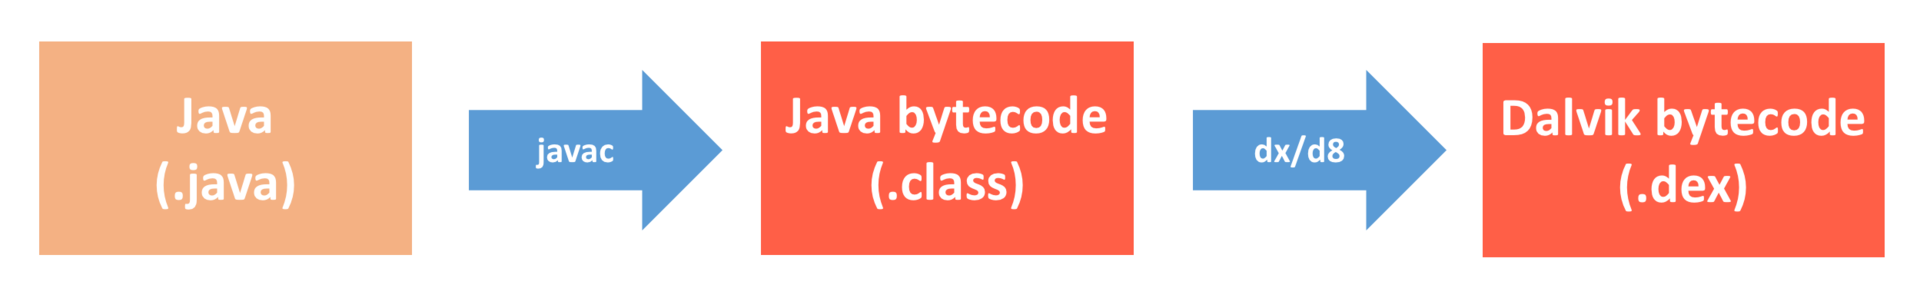 Java
(.java)
javac
Java bytecode
(.class)
dx/d8
Dalvik bytecode
(.dex)